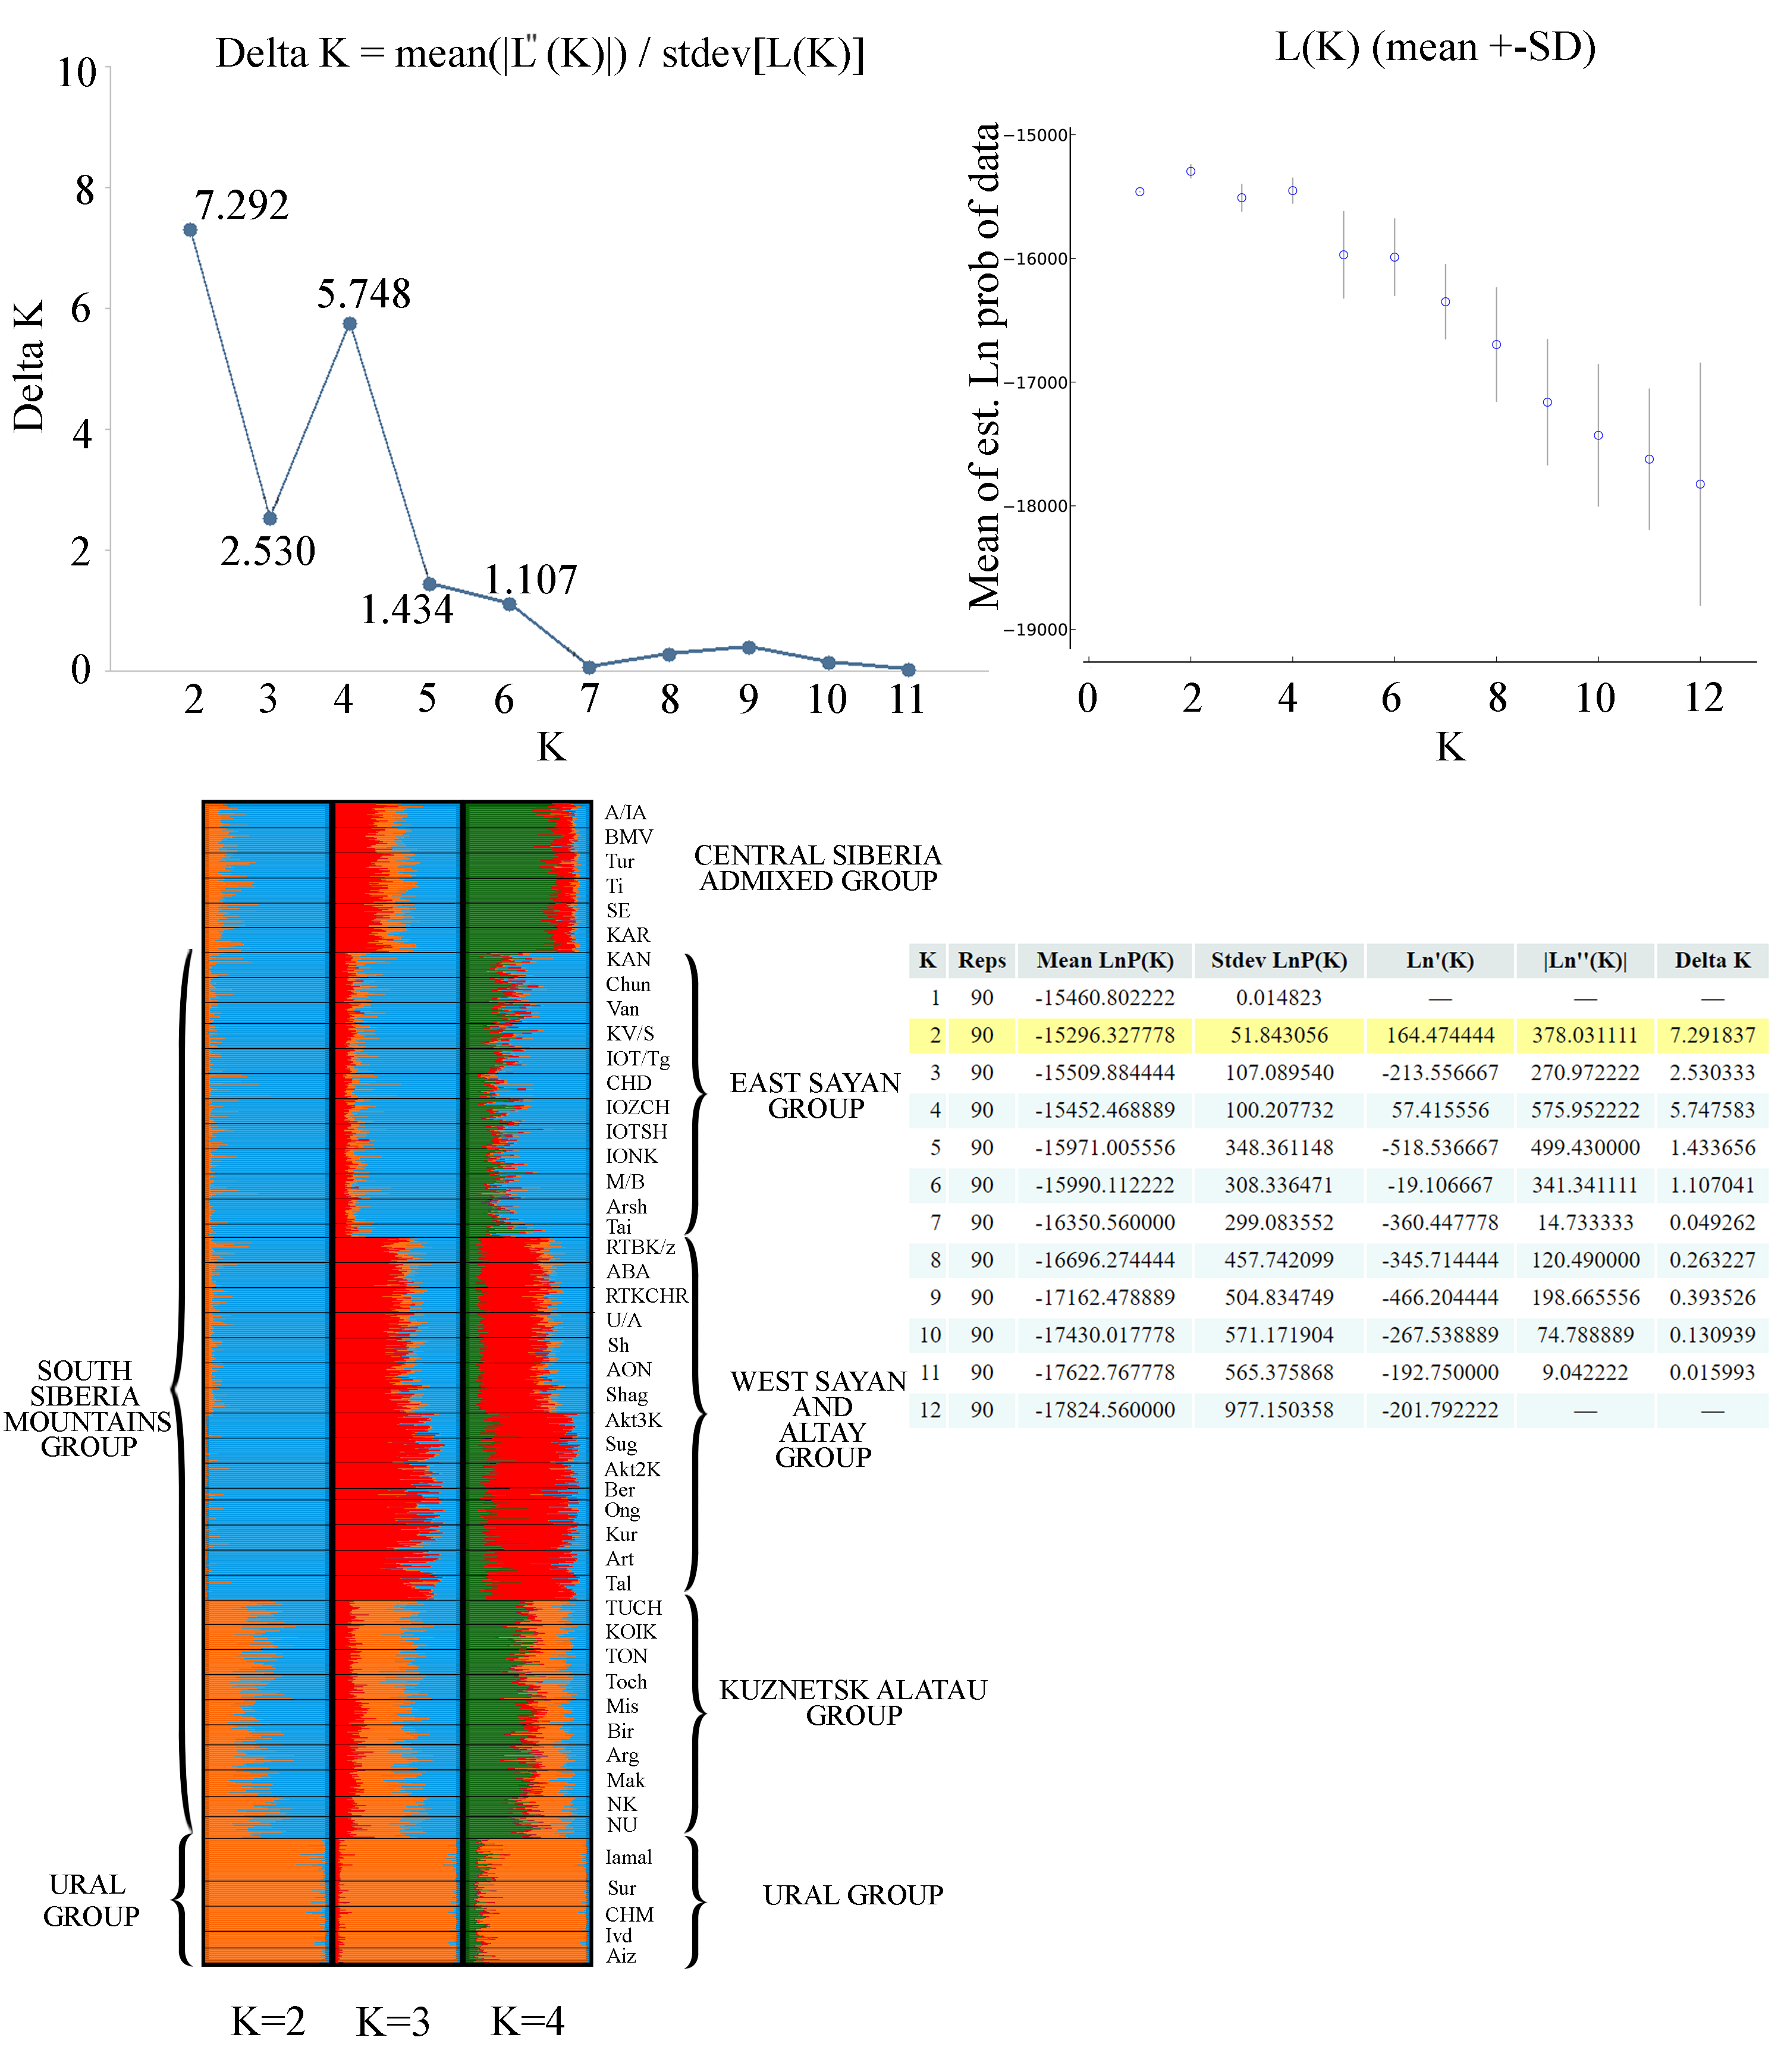 Delta K = mean(|L"(K)|) / stdev[L(K)]
10
8
6
4
2
0
Delta K
7.292
2.530
5.748
1.434
1.107
2 3 4 5 6 7 8 9 10 11
K
L(K) (mean +-SD)
Mean of est. Ln prob of data
−15000
−16000
−17000
−18000
−19000
0 2 4 6 8 10 12
K
A/IA
BMV
Tur
Ti
SE
KAR
KAN
Chun
Van
KV/S
IOT/Tg
CHD
IOZCH
IOTSH
IONK
M/B
Arsh
Tai
RTBK/z
ABA
RTKCHR
U/A
Sh
AON
Shag
Akt3K
Sug
Akt2K
Ber
Ong
Kur
Art
Tal
TUCH
KOIK
TON
Toch
Mis
Bir
Arg
Mak
NK
NU
Iamal
Sur
CHM
Ivd
Aiz
SOUTH
SIBERIA
MOUNTAINS
GROUP
URAL
GROUP
CENTRAL SIBERIA
ADMIXED GROUP
EAST SAYAN
GROUP
WEST SAYAN
AND
ALTAY
GROUP
KUZNETSK ALATAU
GROUP
URAL GROUP
K=2 K=3 K=4
K Reps Mean LnP(K) Stdev LnP(K) Ln'(K) |Ln''(K)| Delta K
1 90 -15460.802222 0.014823 — — —
2 90 -15296.327778 51.843056 164.474444 378.031111 7.291837
3 90 -15509.884444 107.089540 -213.556667 270.972222 2.530333
4 90 -15452.468889 100.207732 57.415556 575.952222 5.747583
5 90 -15971.005556 348.361148 -518.536667 499.430000 1.433656
6 90 -15990.112222 308.336471 -19.106667 341.341111 1.107041
7 90 -16350.560000 299.083552 -360.447778 14.733333 0.049262
8 90 -16696.274444 457.742099 -345.714444 120.490000 0.263227
9 90 -17162.478889 504.834749 -466.204444 198.665556 0.393526
10 90 -17430.017778 571.171904 -267.538889 74.788889 0.130939
11 90 -17622.767778 565.375868 -192.750000 9.042222 0.015993
12 90 -17824.560000 977.150358 -201.792222 — —